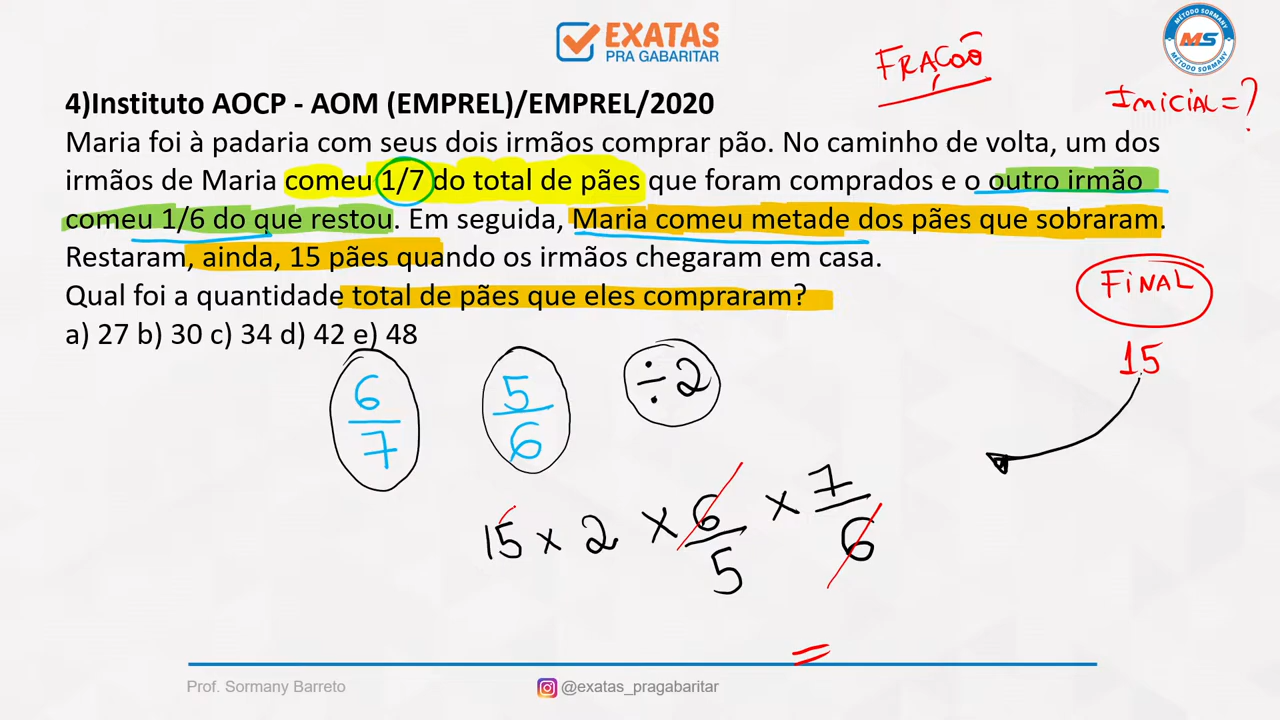 EXATAS
PRA GABARITAR
MÉTODO SORMANY
MS
MÉTODO SORMANY
FRAÇÃO
INICIAL=?
4)Instituto AOCP - AOM (EMPREL)/EMPREL/2020
Maria foi à padaria com seus dois irmãos comprar pão. No caminho de volta, um dos
irmãos de Maria comeu 1/7 do total de pães que foram comprados e o outro irmão
comeu 1/6 do que restou. Em seguida, Maria comeu metade dos pães que sobraram.
Restaram, ainda, 15 pães quando os irmãos chegaram em casa.
Qual foi a quantidade total de pães que eles compraram?
a) 27 b) 30 c) 34 d) 42 e) 48
FINAL
15
6/7 5/6 ÷2
15 × 2 × 6/5 × 7/6
=
Prof. Sormany Barreto
@exatas_pragabaritar